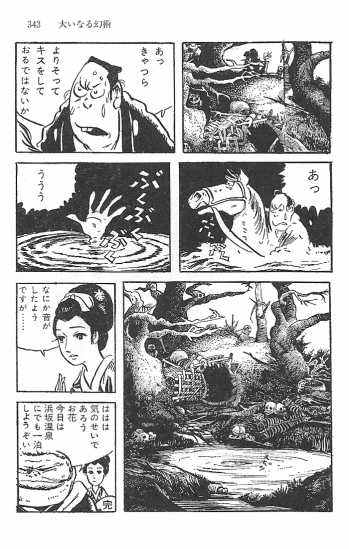 343 大いなる幻術
あっ
きゃつら
よりそって
キスをして
おるではないか
あっ
ぶくぶく
ぶく
ううう
なにか音が
したよう
ですが……
ははは
気のせいで
あろう
お花
今日は
浜坂温泉
にでも一泊
しようぞい
完